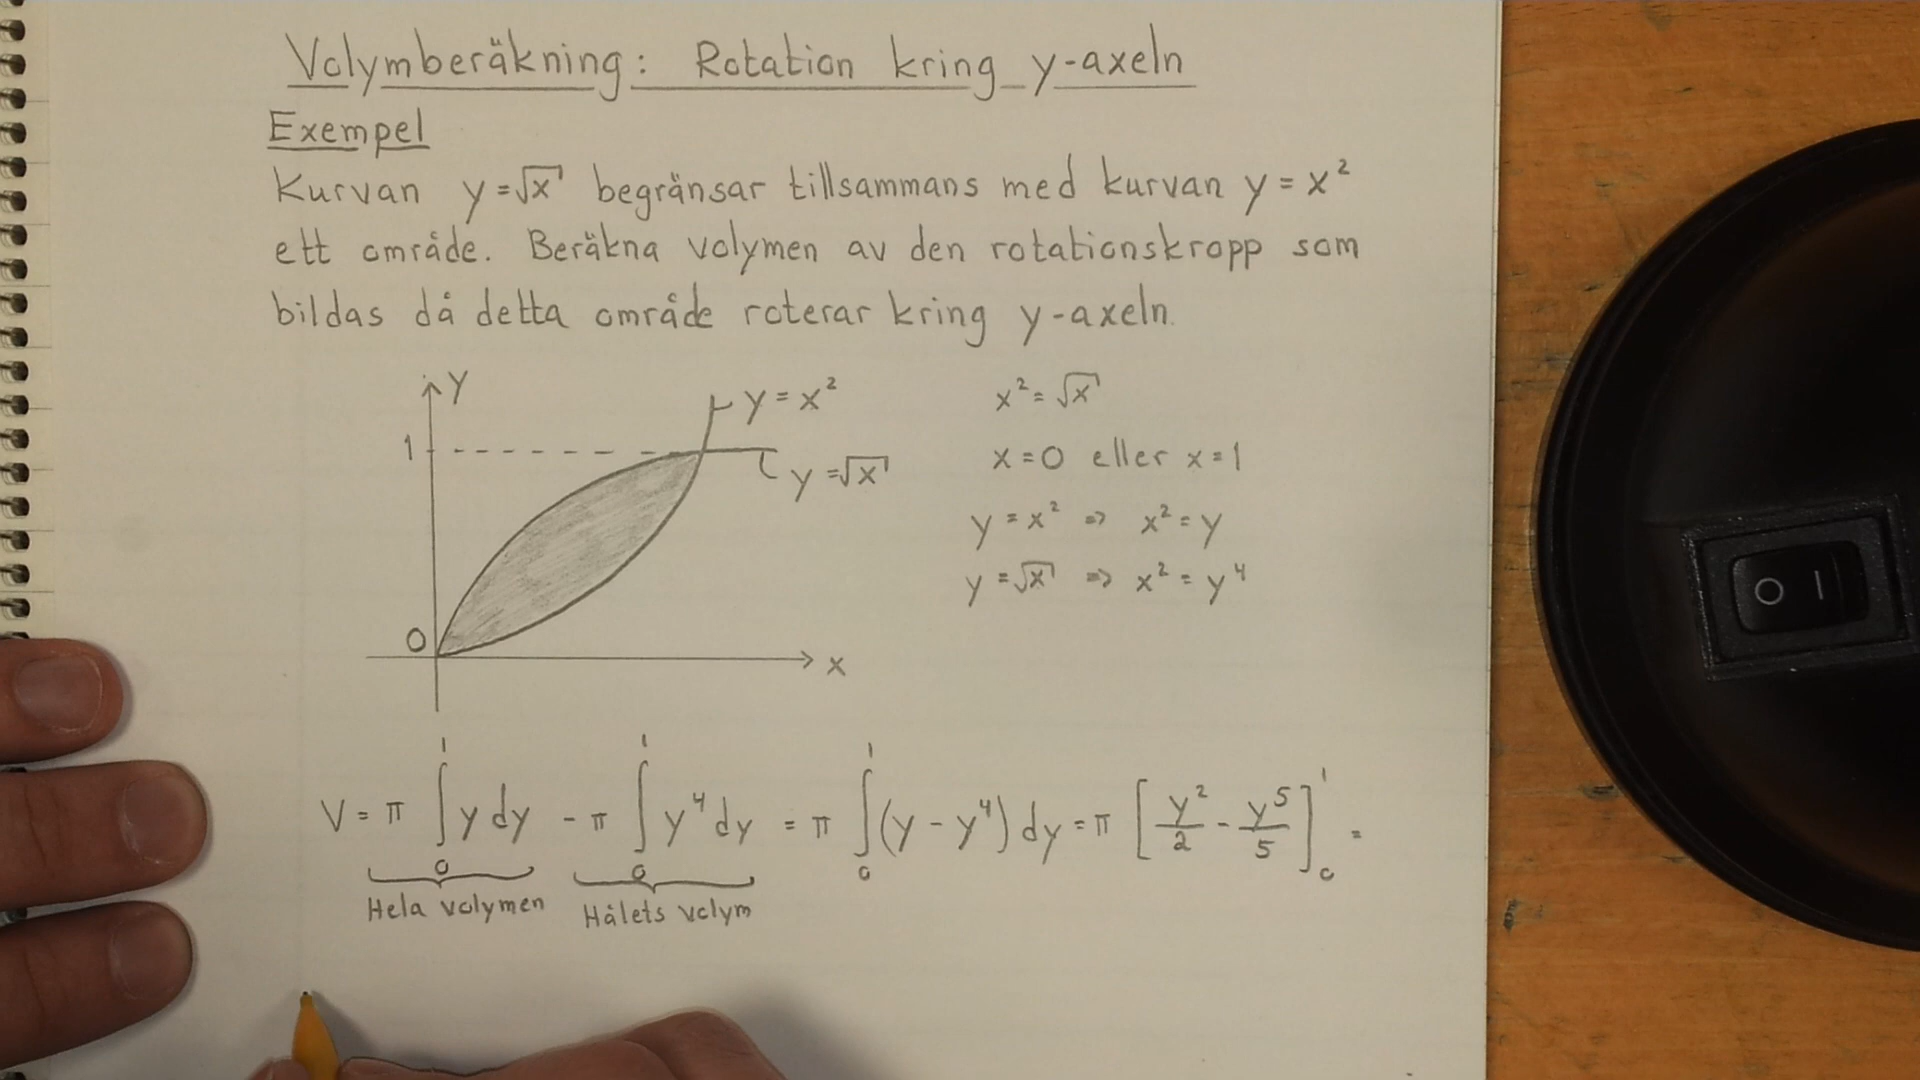 Volymberäkning: Rotation kring y-axeln
Exempel
Kurvan y=√x begränsar tillsammans med kurvan y=x²
ett område. Beräkna volymen av den rotationskropp som
bildas då detta område roterar kring y-axeln.
y
y=x²
1
y=√x
0
x
x²=√x
x=0 eller x=1
y=x² => x²=y
y=√x => x²=y⁴
V=π ∫₀¹ y dy - π ∫₀¹ y⁴ dy = π ∫₀¹ (y-y⁴) dy = π [y²/2 - y⁵/5]₀¹ =
Hela volymen Hålets volym
O I